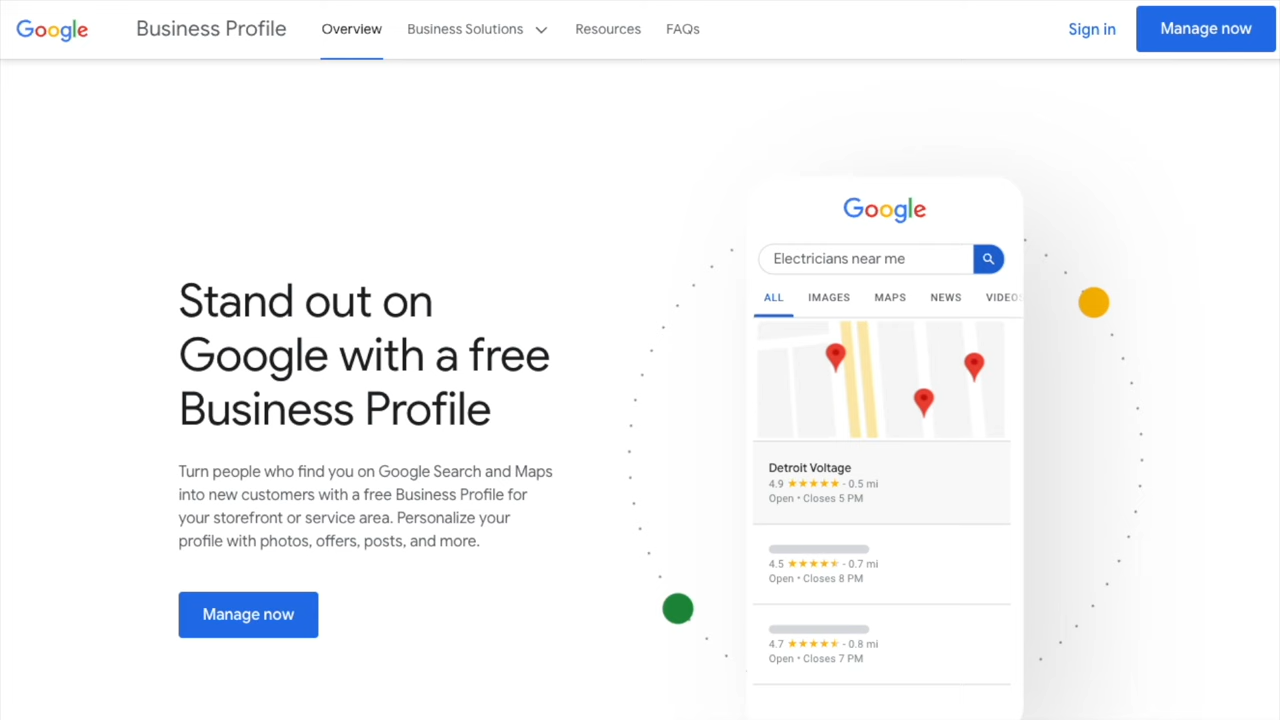 Google Business Profile Overview Business Solutions Resources FAQs Sign in Manage now
Stand out on
Google with a free
Business Profile
Turn people who find you on Google Search and Maps
into new customers with a free Business Profile for
your storefront or service area. Personalize your
profile with photos, offers, posts, and more.
Manage now
Google
Electricians near me
ALL IMAGES MAPS NEWS VIDEO
Detroit Voltage
4.9 ★★★★★ - 0.5 mi
Open • Closes 5 PM
4.5 - 0.7 mi
Open • Closes 8 PM
4.7 - 0.8 mi
Open • Closes 7 PM